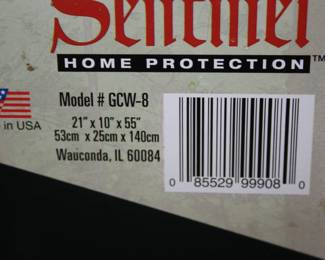 Sentinel
HOME PROTECTION™
Model # GCW-8
in USA
21" x 10" x 55"
53cm x 25cm x 140cm
Wauconda, IL 60084
0 85529 99908 0